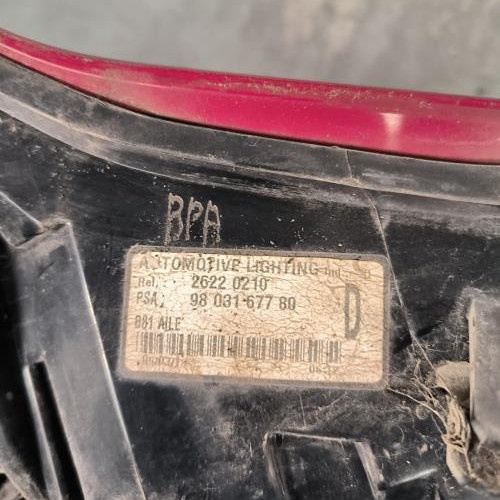 BPA
AUTOMOTIVE LIGHTING
Ref. 2622 0210
PSA 98 031 677 80
D
B81 AILE